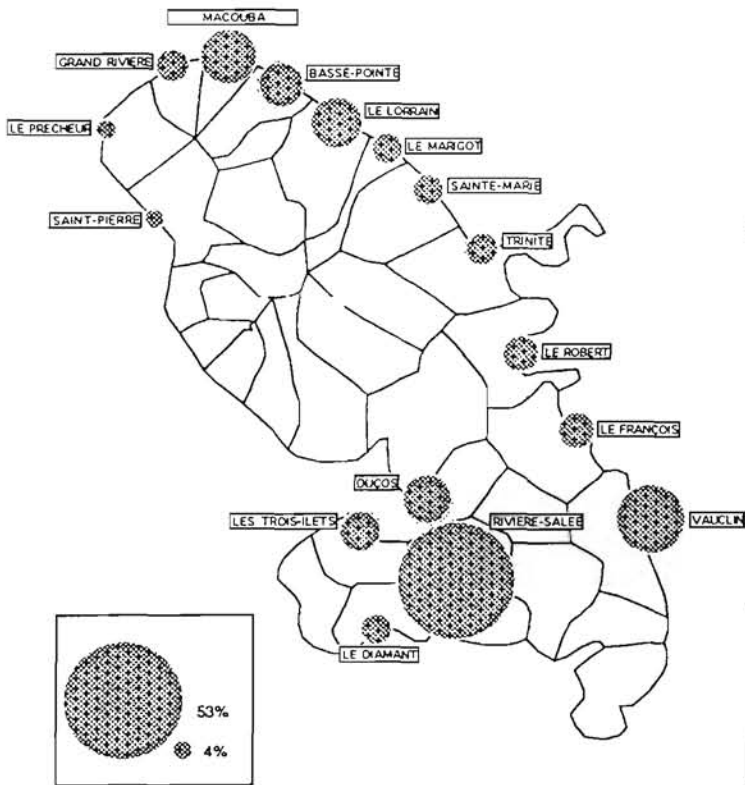 MACOUBA
GRAND RIVIERE
BASSE-POINTE
LE LORRAIN
LE PRECHEUR
LE MARIGOT
SAINTE-MARIE
SAINT-PIERRE
TRINITE
LE ROBERT
LE FRANÇOIS
DUÇOS
LES TROIS-ILETS
RIVIERE-SALEE
VAUCLIN
LE DIAMANT
53%
4%